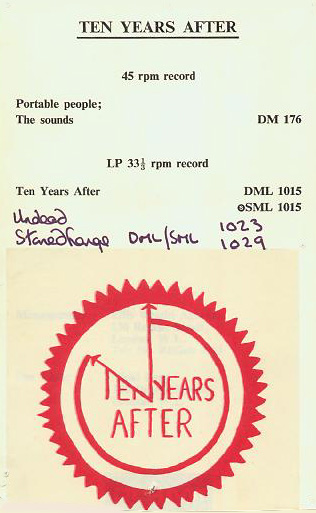 TEN YEARS AFTER
45 rpm record
Portable people;
The sounds DM 176
LP 33⅓ rpm record
Ten Years After DML 1015
SML 1015
Undead 1023
Stonedhenge DML/SML 1029
TEN YEARS
AFTER